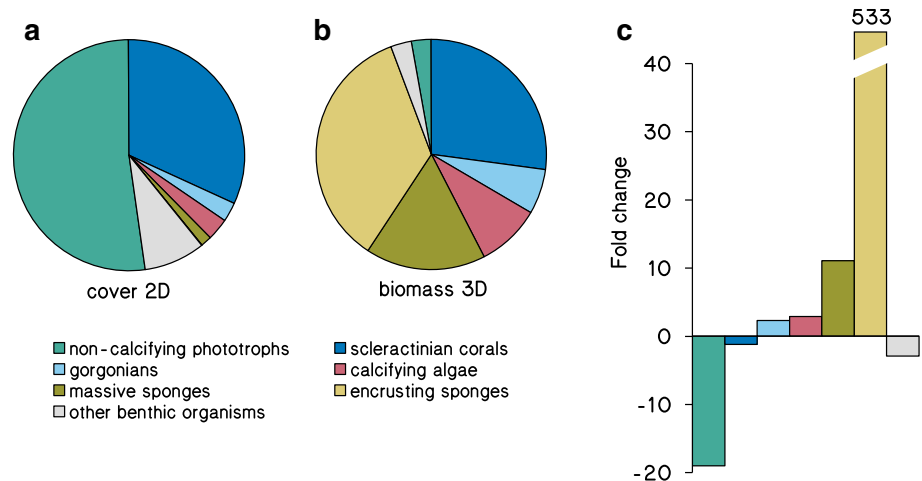 a
cover 2D
b
biomass 3D
non-calcifying phototrophs
scleractinian corals
gorgonians
calcifying algae
massive sponges
encrusting sponges
other benthic organisms
c
533
Fold change
40
30
20
10
0
-10
-20